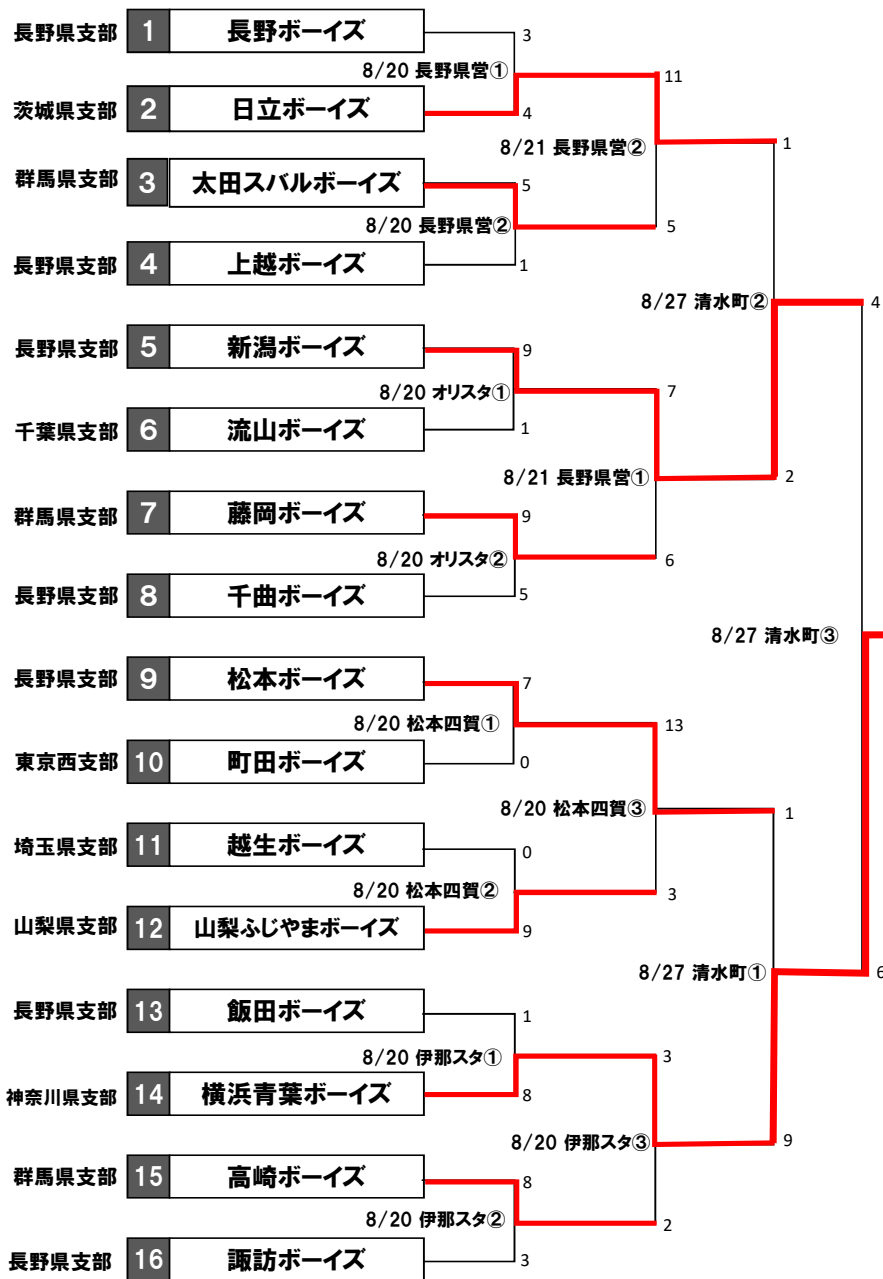 長野県支部 1 長野ボーイズ 3
8/20 長野県営① 11
茨城県支部 2 日立ボーイズ 4
8/21 長野県営② 1
群馬県支部 3 太田スバルボーイズ 5
8/20 長野県営② 5
長野県支部 4 上越ボーイズ 1
8/27 清水町② 4
長野県支部 5 新潟ボーイズ 9
8/20 オリスタ① 7
千葉県支部 6 流山ボーイズ 1
8/21 長野県営① 2
群馬県支部 7 藤岡ボーイズ 9
8/20 オリスタ② 6
長野県支部 8 千曲ボーイズ 5
8/27 清水町③
長野県支部 9 松本ボーイズ 7
8/20 松本四賀① 13
東京西支部 10 町田ボーイズ 0
8/20 松本四賀③ 1
埼玉県支部 11 越生ボーイズ 0
8/20 松本四賀② 3
山梨県支部 12 山梨ふじやまボーイズ 9
8/27 清水町① 6
長野県支部 13 飯田ボーイズ 1
8/20 伊那スタ① 3
神奈川県支部 14 横浜青葉ボーイズ 8
8/20 伊那スタ③ 9
群馬県支部 15 高崎ボーイズ 8
8/20 伊那スタ② 2
長野県支部 16 諏訪ボーイズ 3